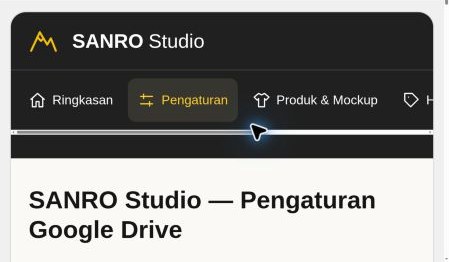 SANRO Studio
Ringkasan Pengaturan Produk & Mockup H
SANRO Studio — Pengaturan
Google Drive